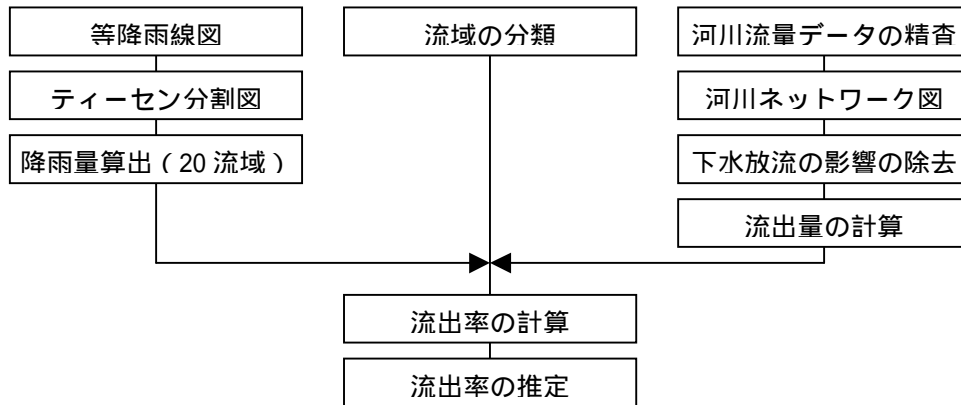 等降雨線図
流域の分類
河川流量データの精査
ティーセン分割図
河川ネットワーク図
降雨量算出（20 流域）
下水放流の影響の除去
流出量の計算
流出率の計算
流出率の推定